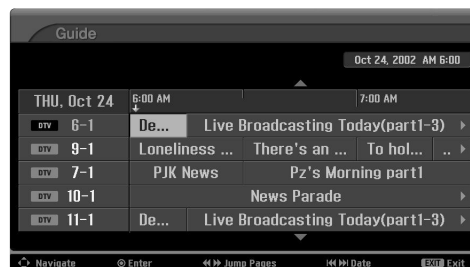 Guide
Oct 24, 2002 AM 6:00
THU, Oct 24 6:00 AM 7:00 AM
DTV 6-1 De... Live Broadcasting Today(part1-3)
DTV 9-1 Loneliness ... There's an ... To hol... ..
DTV 7-1 PJK News Pz's Morning part1
DTV 10-1 News Parade
DTV 11-1 De... Live Broadcasting Today(part1-3)
Navigate Enter Jump Pages Date EXIT Exit